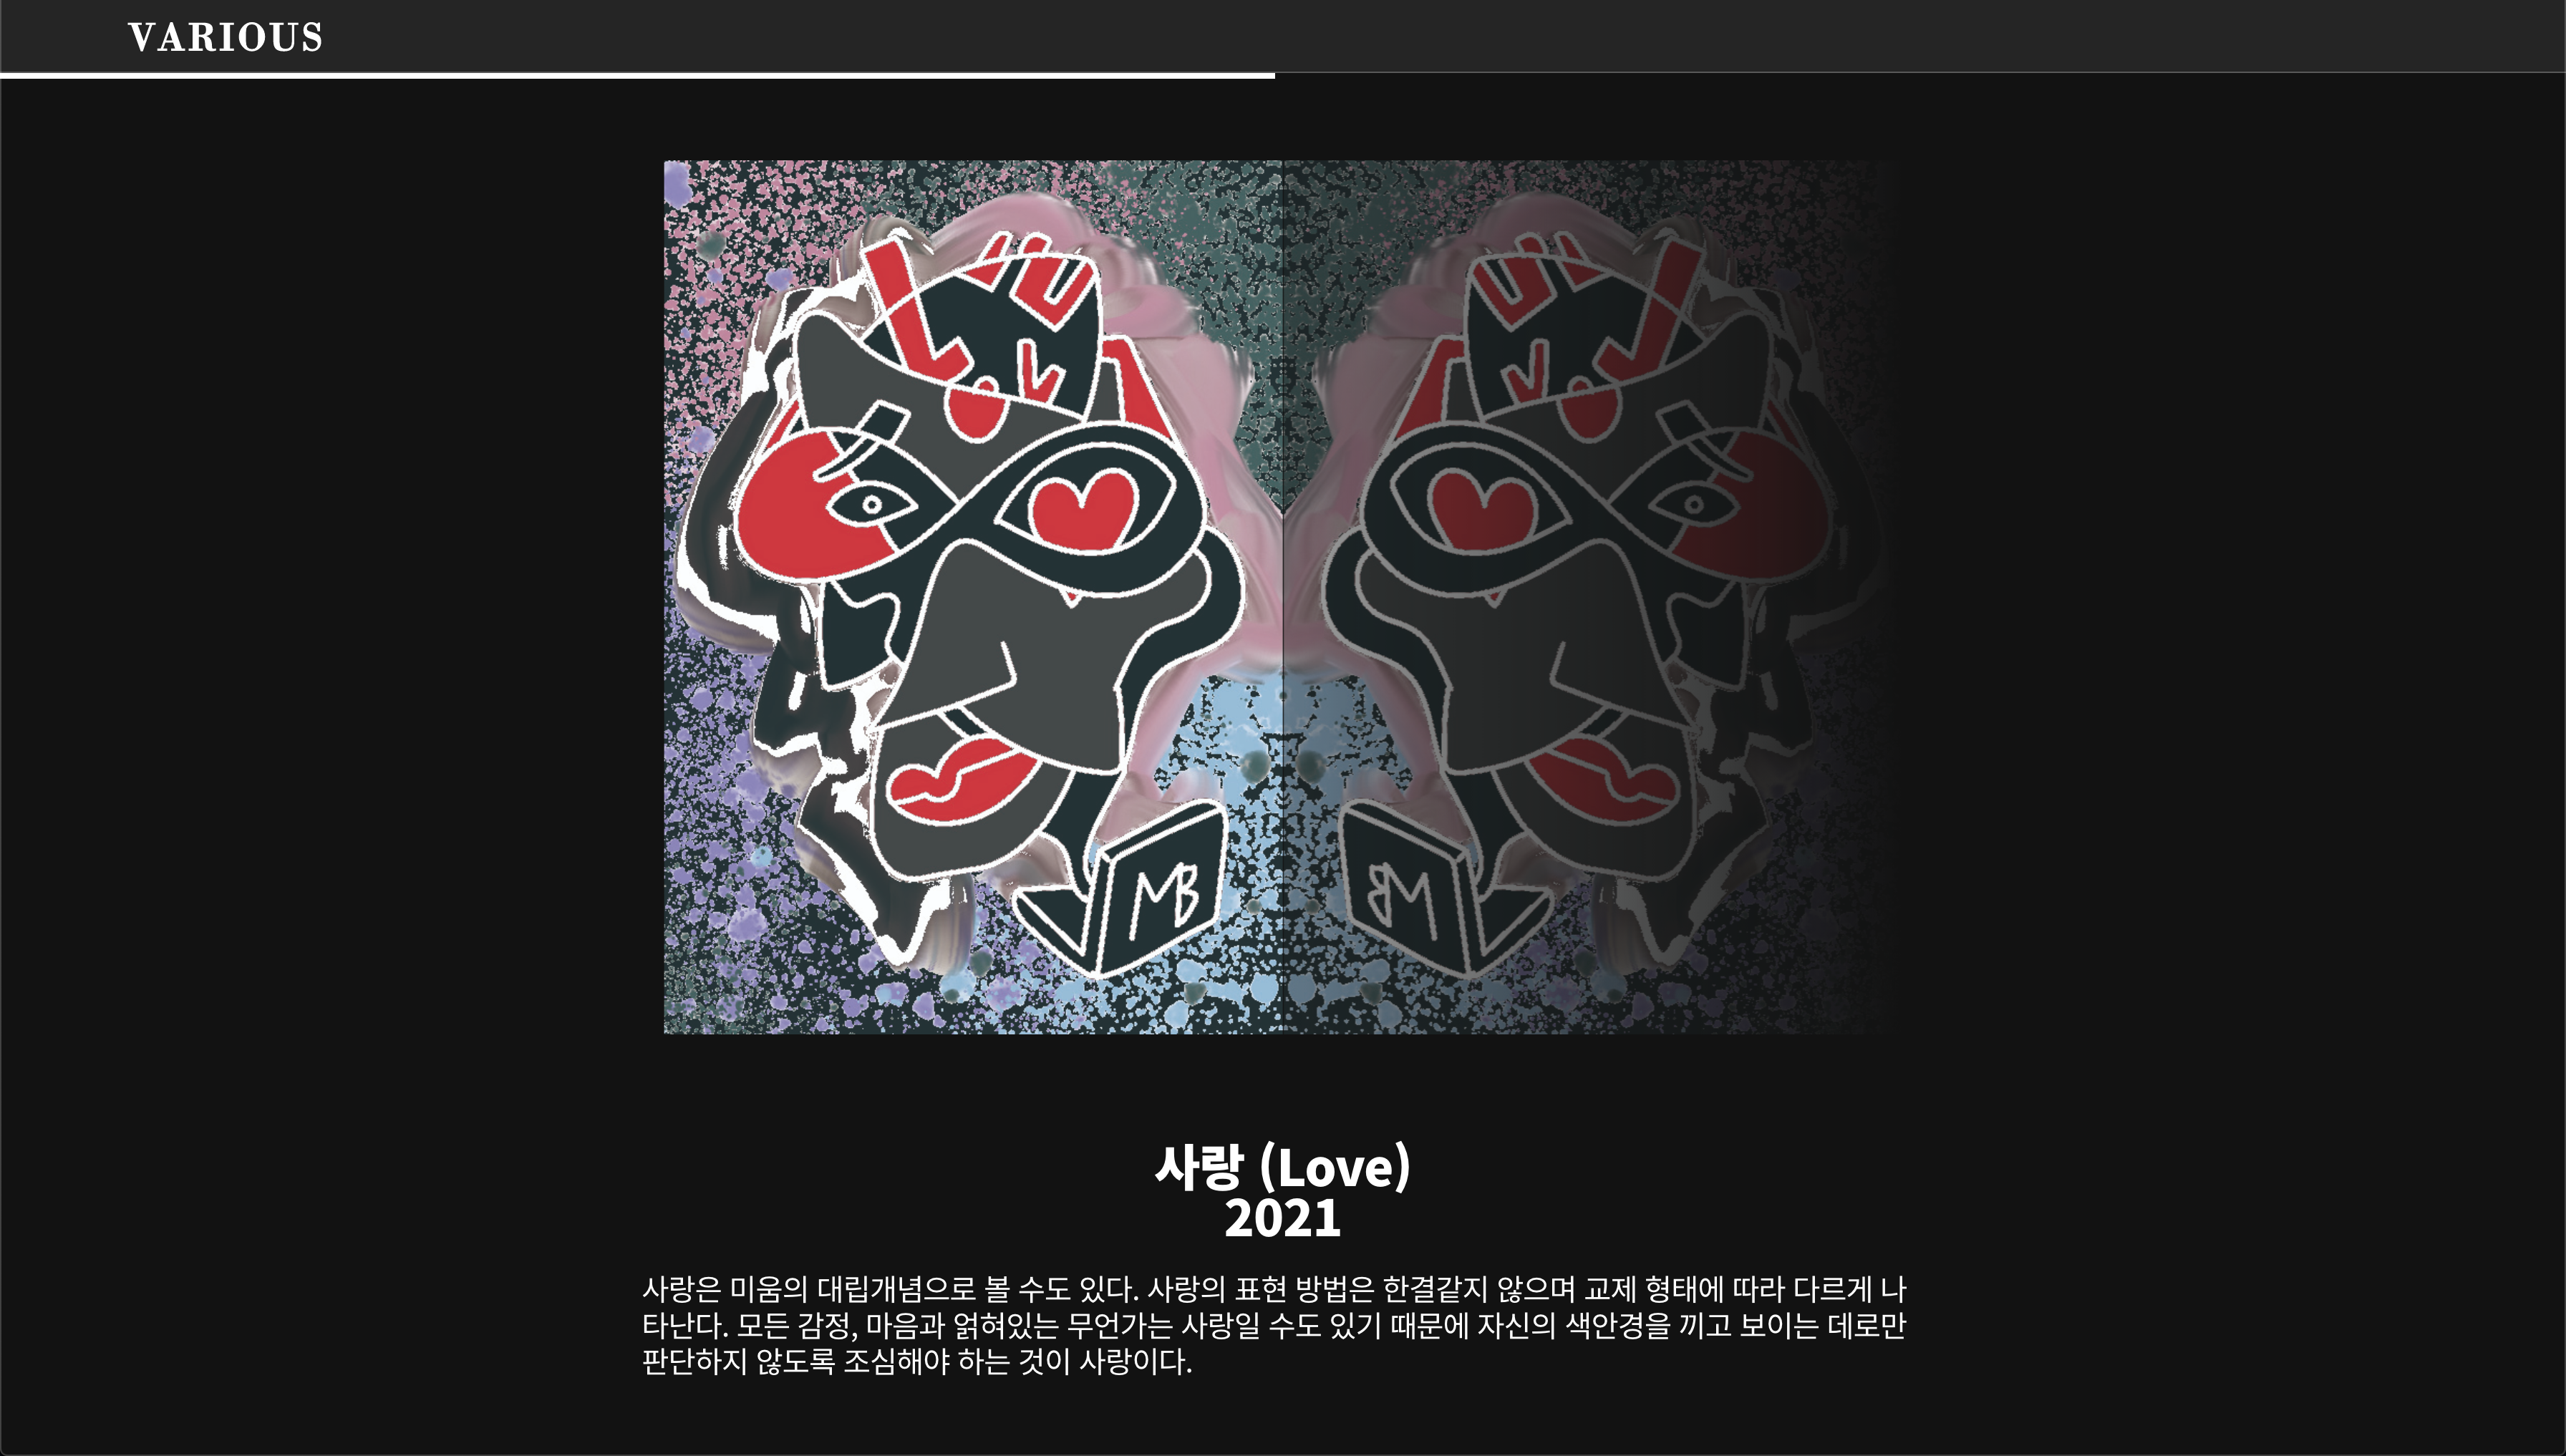 VARIOUS
MB
사랑 (Love)
2021
사랑은 미움의 대립개념으로 볼 수도 있다. 사랑의 표현 방법은 한결같지 않으며 교제 형태에 따라 다르게 나
타난다. 모든 감정, 마음과 얽혀있는 무언가는 사랑일 수도 있기 때문에 자신의 색안경을 끼고 보이는 데로만
판단하지 않도록 조심해야 하는 것이 사랑이다.